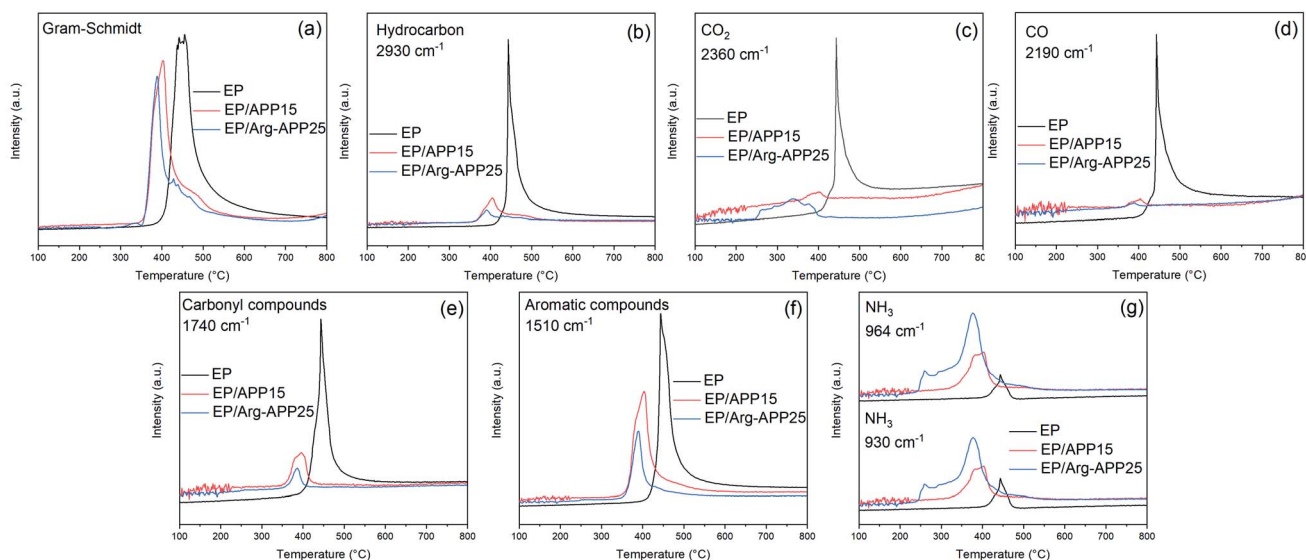 Gram-Schmidt
(a)
EP
EP/APP15
EP/Arg-APP25
Intensity (a.u.)
100 200 300 400 500 600 700 800
Temperature (°C)
Hydrocarbon
2930 cm⁻¹
(b)
EP
EP/APP15
EP/Arg-APP25
Intensity (a.u.)
100 200 300 400 500 600 700 800
Temperature (°C)
CO₂
2360 cm⁻¹
(c)
EP
EP/APP15
EP/Arg-APP25
Intensity (a.u.)
100 200 300 400 500 600 700 800
Temperature (°C)
CO
2190 cm⁻¹
(d)
EP
EP/APP15
EP/Arg-APP25
Intensity (a.u.)
100 200 300 400 500 600 700 800
Temperature (°C)
Carbonyl compounds
1740 cm⁻¹
(e)
EP
EP/APP15
EP/Arg-APP25
Intensity (a.u.)
100 200 300 400 500 600 700 800
Temperature (°C)
Aromatic compounds
1510 cm⁻¹
(f)
EP
EP/APP15
EP/Arg-APP25
Intensity (a.u.)
100 200 300 400 500 600 700 800
Temperature (°C)
NH₃
964 cm⁻¹
(g)
EP
EP/APP15
EP/Arg-APP25
NH₃
930 cm⁻¹
EP
EP/APP15
EP/Arg-APP25
Intensity (a.u.)
100 200 300 400 500 600 700 800
Temperature (°C)